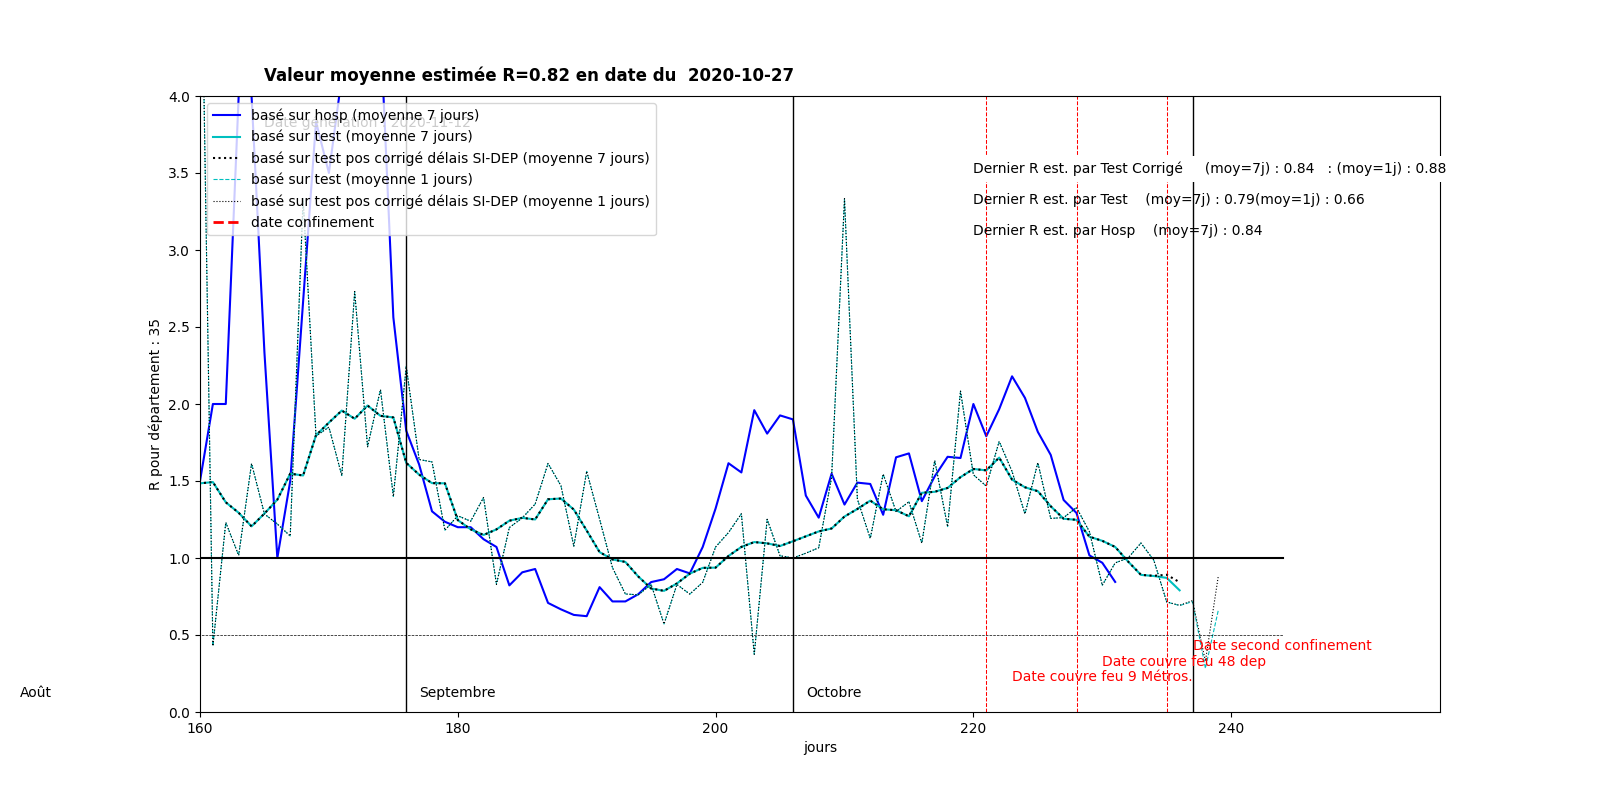 Valeur moyenne estimée R=0.82 en date du  2020-10-27
Date génération : 2020-11-12
basé sur hosp (moyenne 7 jours)
basé sur test (moyenne 7 jours)
basé sur test pos corrigé délais SI-DEP (moyenne 7 jours)
basé sur test (moyenne 1 jours)
basé sur test pos corrigé délais SI-DEP (moyenne 1 jours)
date confinement
Dernier R est. par Test Corrigé     (moy=7j) : 0.84   : (moy=1j) : 0.88
Dernier R est. par Test    (moy=7j) : 0.79(moy=1j) : 0.66
Dernier R est. par Hosp    (moy=7j) : 0.84
R pour département : 35
4.0
3.5
3.0
2.5
2.0
1.5
1.0
0.5
0.0
Date second confinement
Date couvre feu 48 dep
Date couvre feu 9 Métros.
Août
Septembre
Octobre
160
180
200
220
240
jours